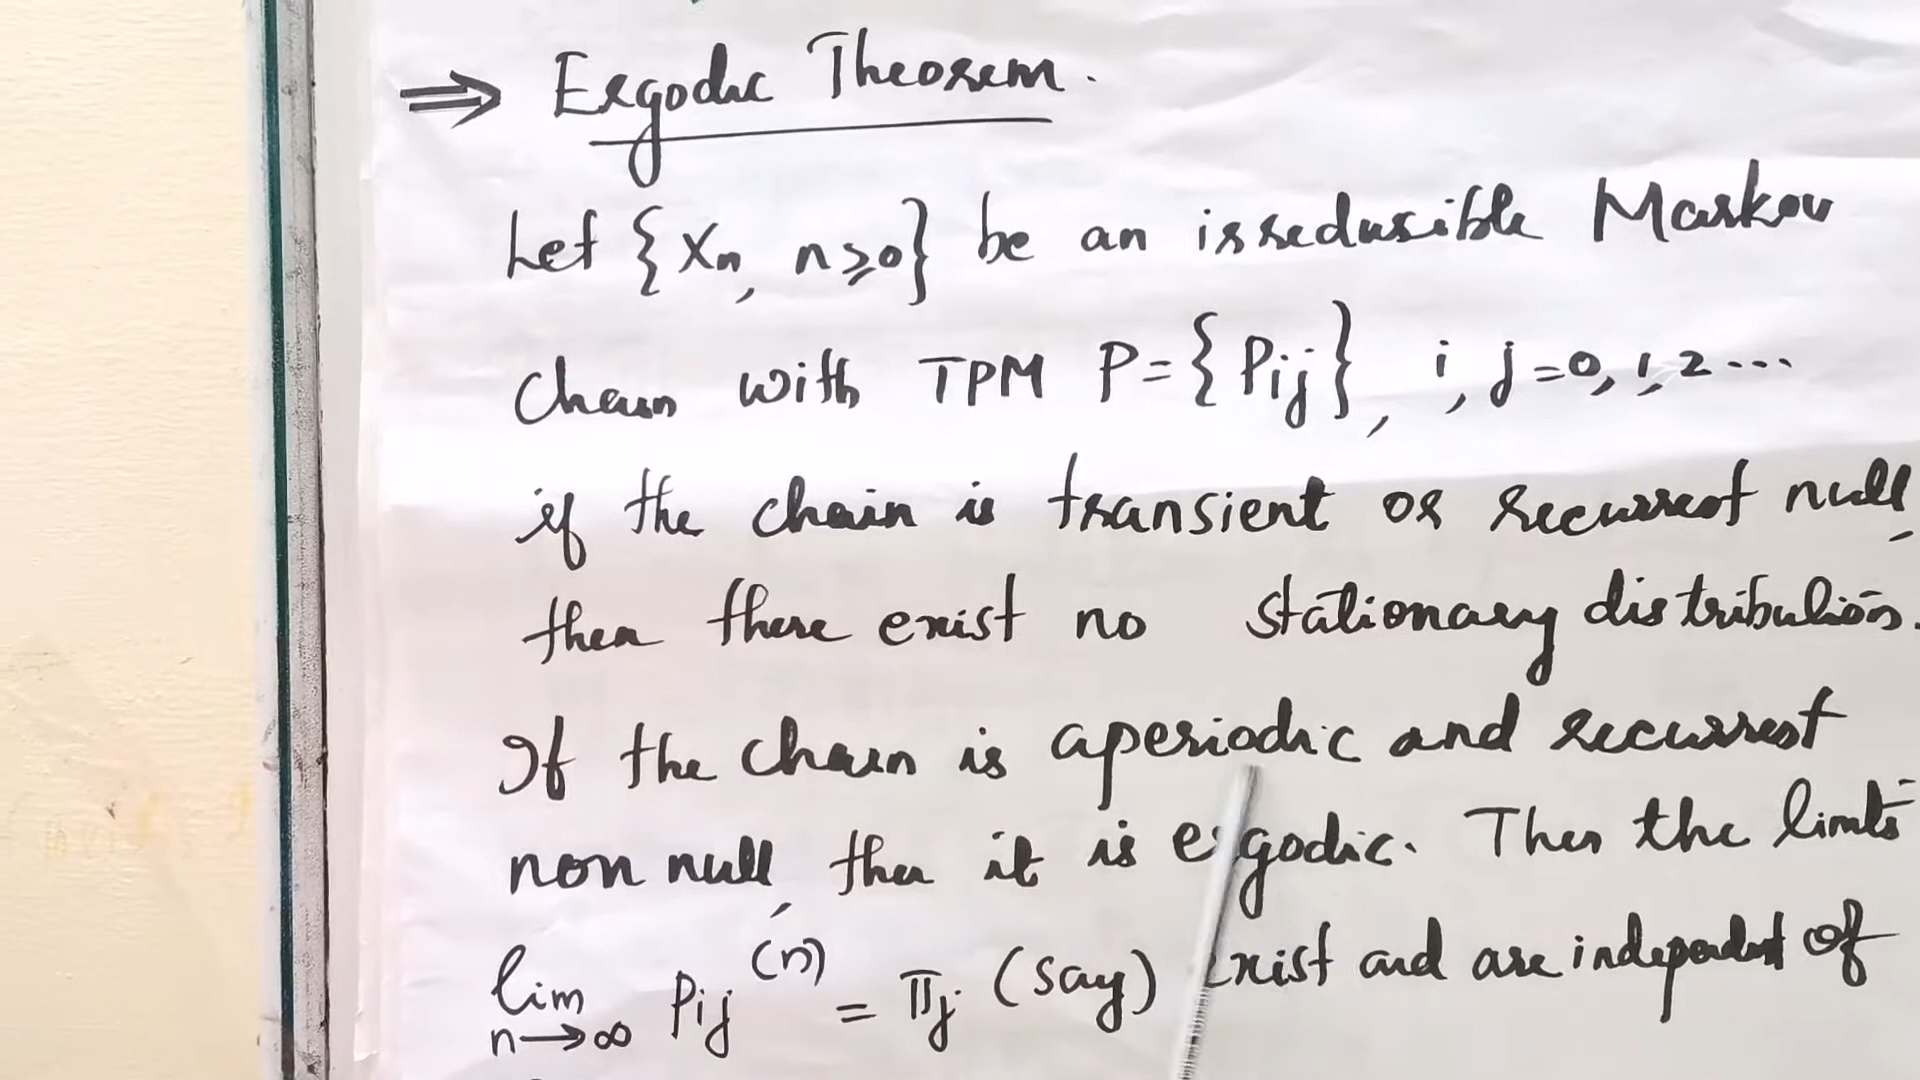 ⇒ Ergodic Theorem.
Let {Xn, n≥0} be an irreducible Markov
Chain with TPM P={Pij}, i, j=0, 1, 2...
if the chain is transient or recurrent null,
then there exist no stationary distribution.
If the chain is aperiodic and recurrent
non null, then it is ergodic. Then the limits
lim n→∞ Pij^(n) = πj (say) exist and are independent of